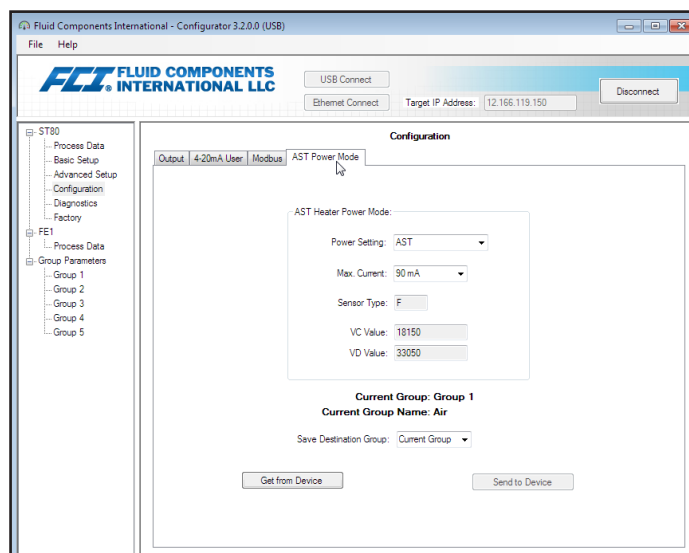 Fluid Components International - Configurator 3.2.0.0 (USB)
File Help
FCI. FLUID COMPONENTS
® INTERNATIONAL LLC
USB Connect
Ethernet Connect
Target IP Address: 12.166.119.150
Disconnect
ST80
Process Data
Basic Setup
Advanced Setup
Configuration
Diagnostics
Factory
FE1
Process Data
Group Parameters
Group 1
Group 2
Group 3
Group 4
Group 5
Configuration
Output 4-20mA User Modbus AST Power Mode
AST Heater Power Mode:
Power Setting: AST
Max. Current: 90 mA
Sensor Type: F
VC Value: 18150
VD Value: 33050
Current Group: Group 1
Current Group Name: Air
Save Destination Group: Current Group
Get from Device Send to Device